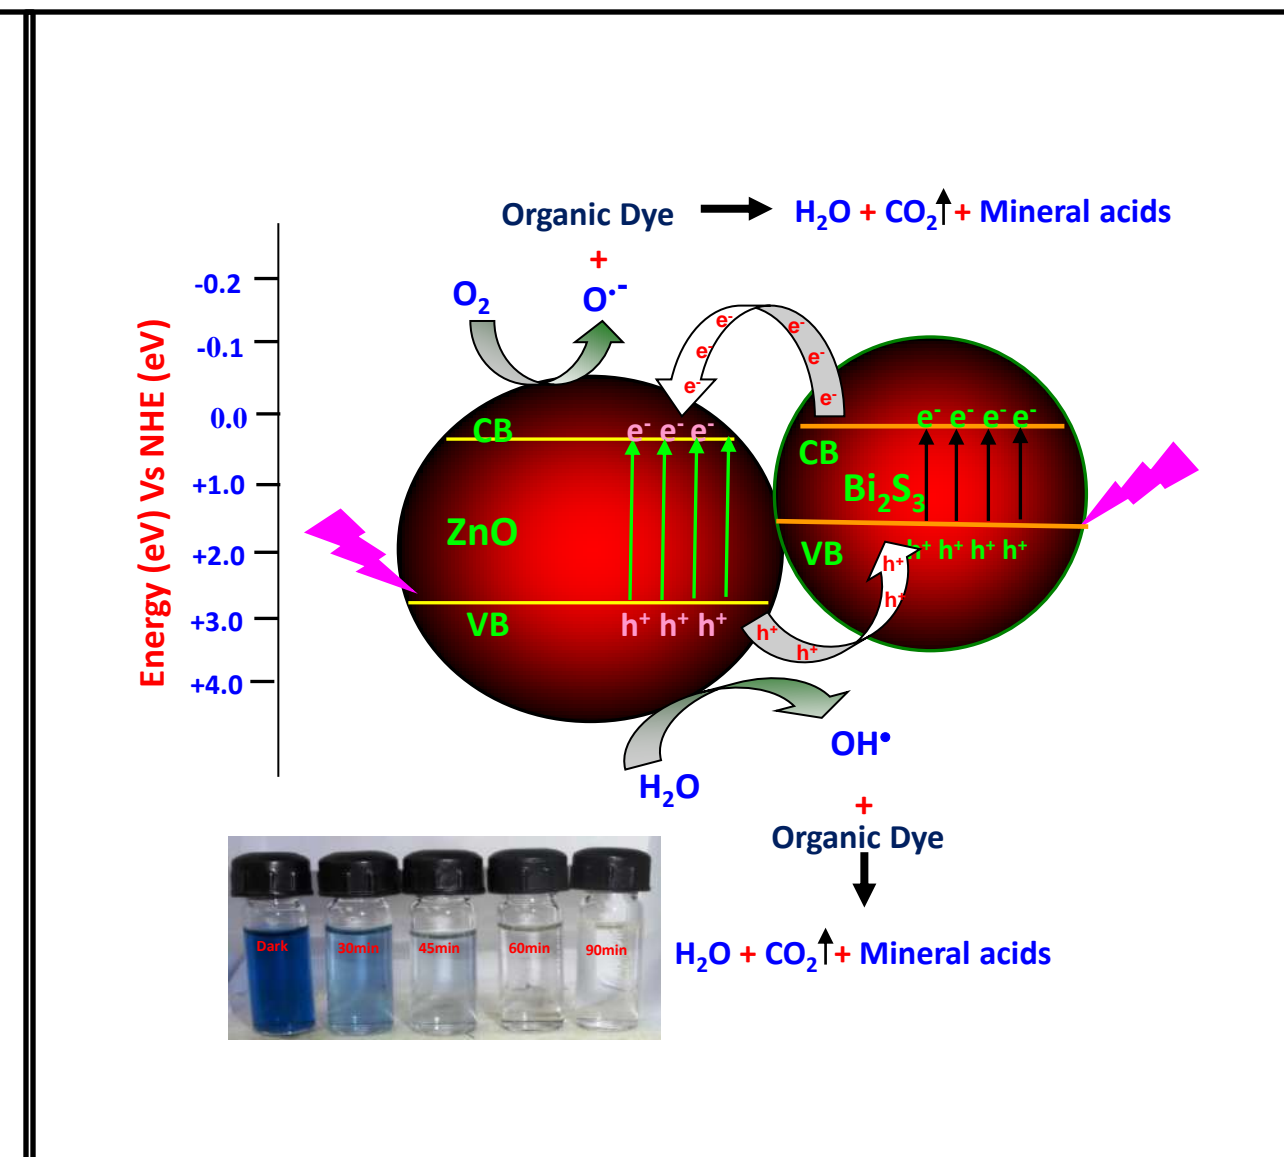 Organic Dye
H₂O + CO₂ + Mineral acids
+
O₂
O•-
Energy (eV) Vs NHE (eV)
-0.2
-0.1
0.0
+1.0
+2.0
+3.0
+4.0
e⁻
e⁻
e⁻
e⁻
e⁻
e⁻
CB
e⁻ e⁻ e⁻
ZnO
VB
h⁺ h⁺ h⁺
e⁻ e⁻ e⁻ e⁻
CB
Bi₂S₃
VB
h⁺ h⁺ h⁺ h⁺
h⁺
h⁺
h⁺
h⁺
H₂O
OH•
+
Organic Dye
H₂O + CO₂ + Mineral acids
Dark
30min
45min
60min
90min